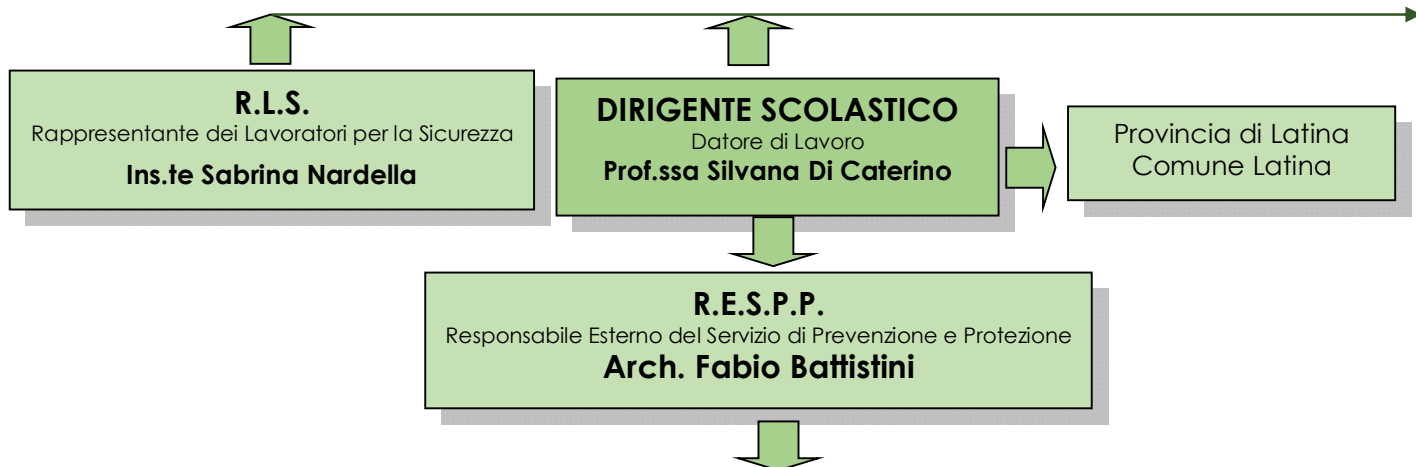 R.L.S.
Rappresentante dei Lavoratori per la Sicurezza
Ins.te Sabrina Nardella
DIRIGENTE SCOLASTICO
Datore di Lavoro
Prof.ssa Silvana Di Caterino
Provincia di Latina
Comune Latina
R.E.S.P.P.
Responsabile Esterno del Servizio di Prevenzione e Protezione
Arch. Fabio Battistini